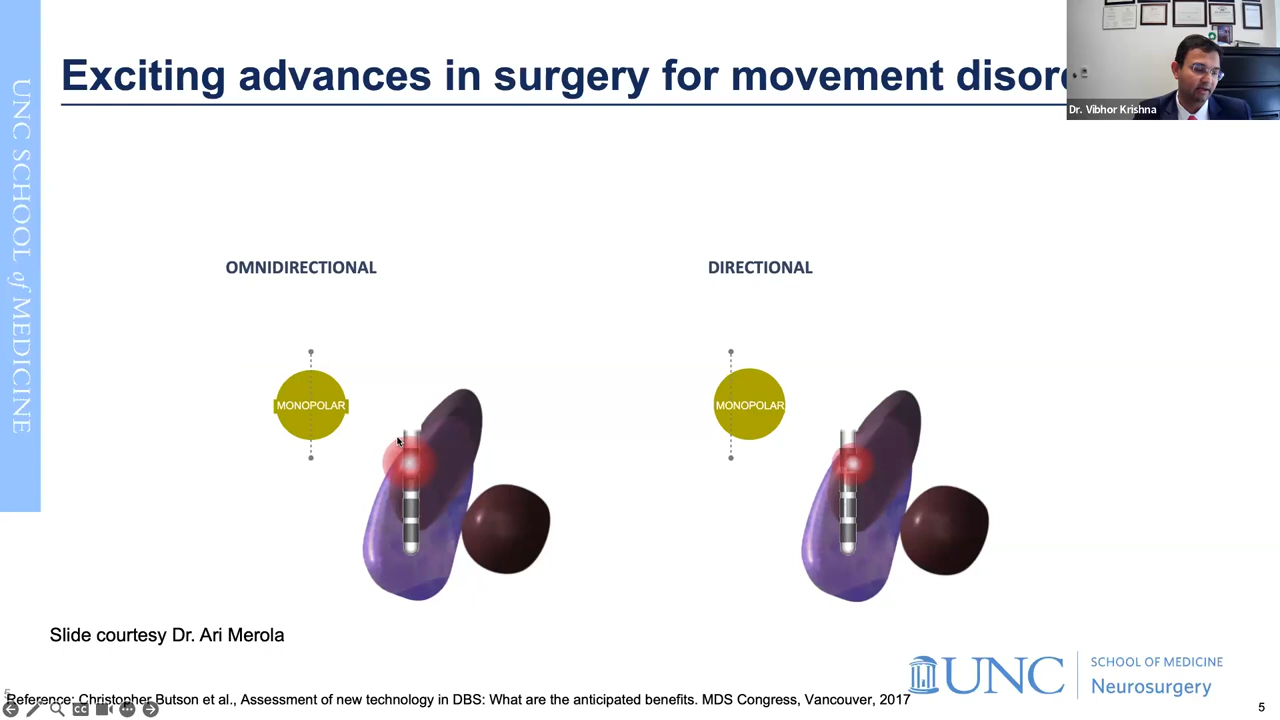 UNC SCHOOL of MEDICINE
Exciting advances in surgery for movement disor
Dr. Vibhor Krishna
OMNIDIRECTIONAL
DIRECTIONAL
MONOPOLAR
MONOPOLAR
Slide courtesy Dr. Ari Merola
UNC
SCHOOL OF MEDICINE
Neurosurgery
5
Reference: Christopher Butson et al., Assessment of new technology in DBS: What are the anticipated benefits. MDS Congress, Vancouver, 2017
CC
5